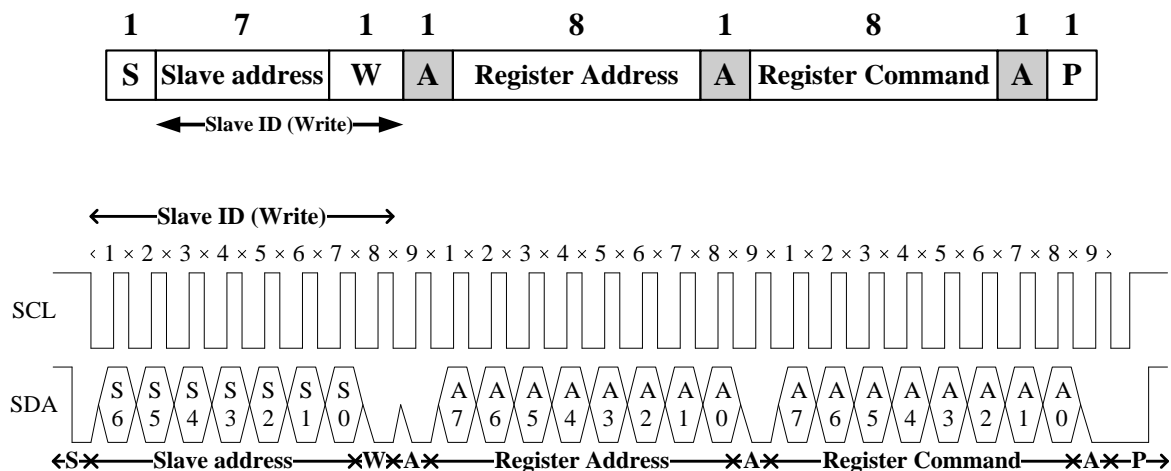 1 7 1 1 8 1 8 1 1
S Slave address W A Register Address A Register Command A P
Slave ID (Write)
Slave ID (Write)
1 2 3 4 5 6 7 8 9 1 2 3 4 5 6 7 8 9 1 2 3 4 5 6 7 8 9
SCL
SDA
S6 S5 S4 S3 S2 S1 S0 A7 A6 A5 A4 A3 A2 A1 A0 A7 A6 A5 A4 A3 A2 A1 A0
S Slave address W A Register Address A Register Command A P